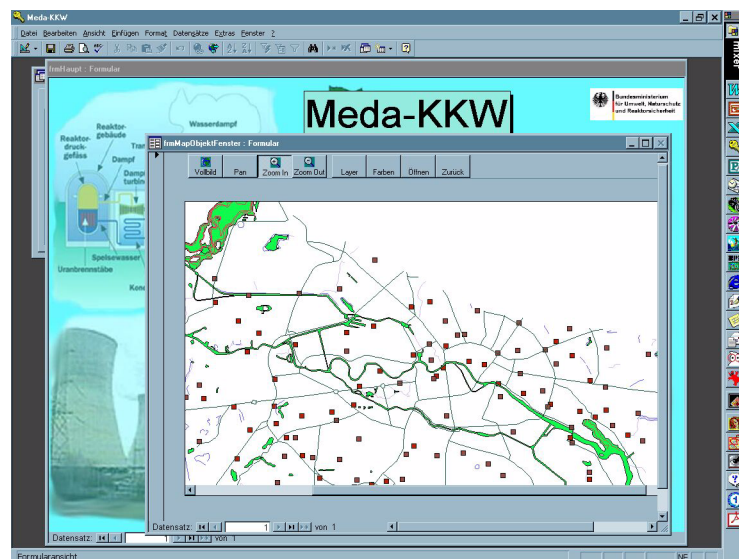 Meda-KKW
Datei Bearbeiten Ansicht Einfügen Format Datensätze Extras Fenster ?
frmHaupt : Formular
Meda-KKW
Bundesministerium
für Umwelt, Naturschutz
und Reaktorsicherheit
Wasserdampf
Reaktor-
gebäude
Reaktor-
druck-
gefäss
Dampf
Speisewasser
Uranbrennstäbe
frmMapObjektFenster : Formular
Vollbild Pan Zoom In Zoom Out Layer Farben Öffnen Zurück
Datensatz: 1 von 1
Datensatz: 1 von 1
Formularansicht NF
mixer